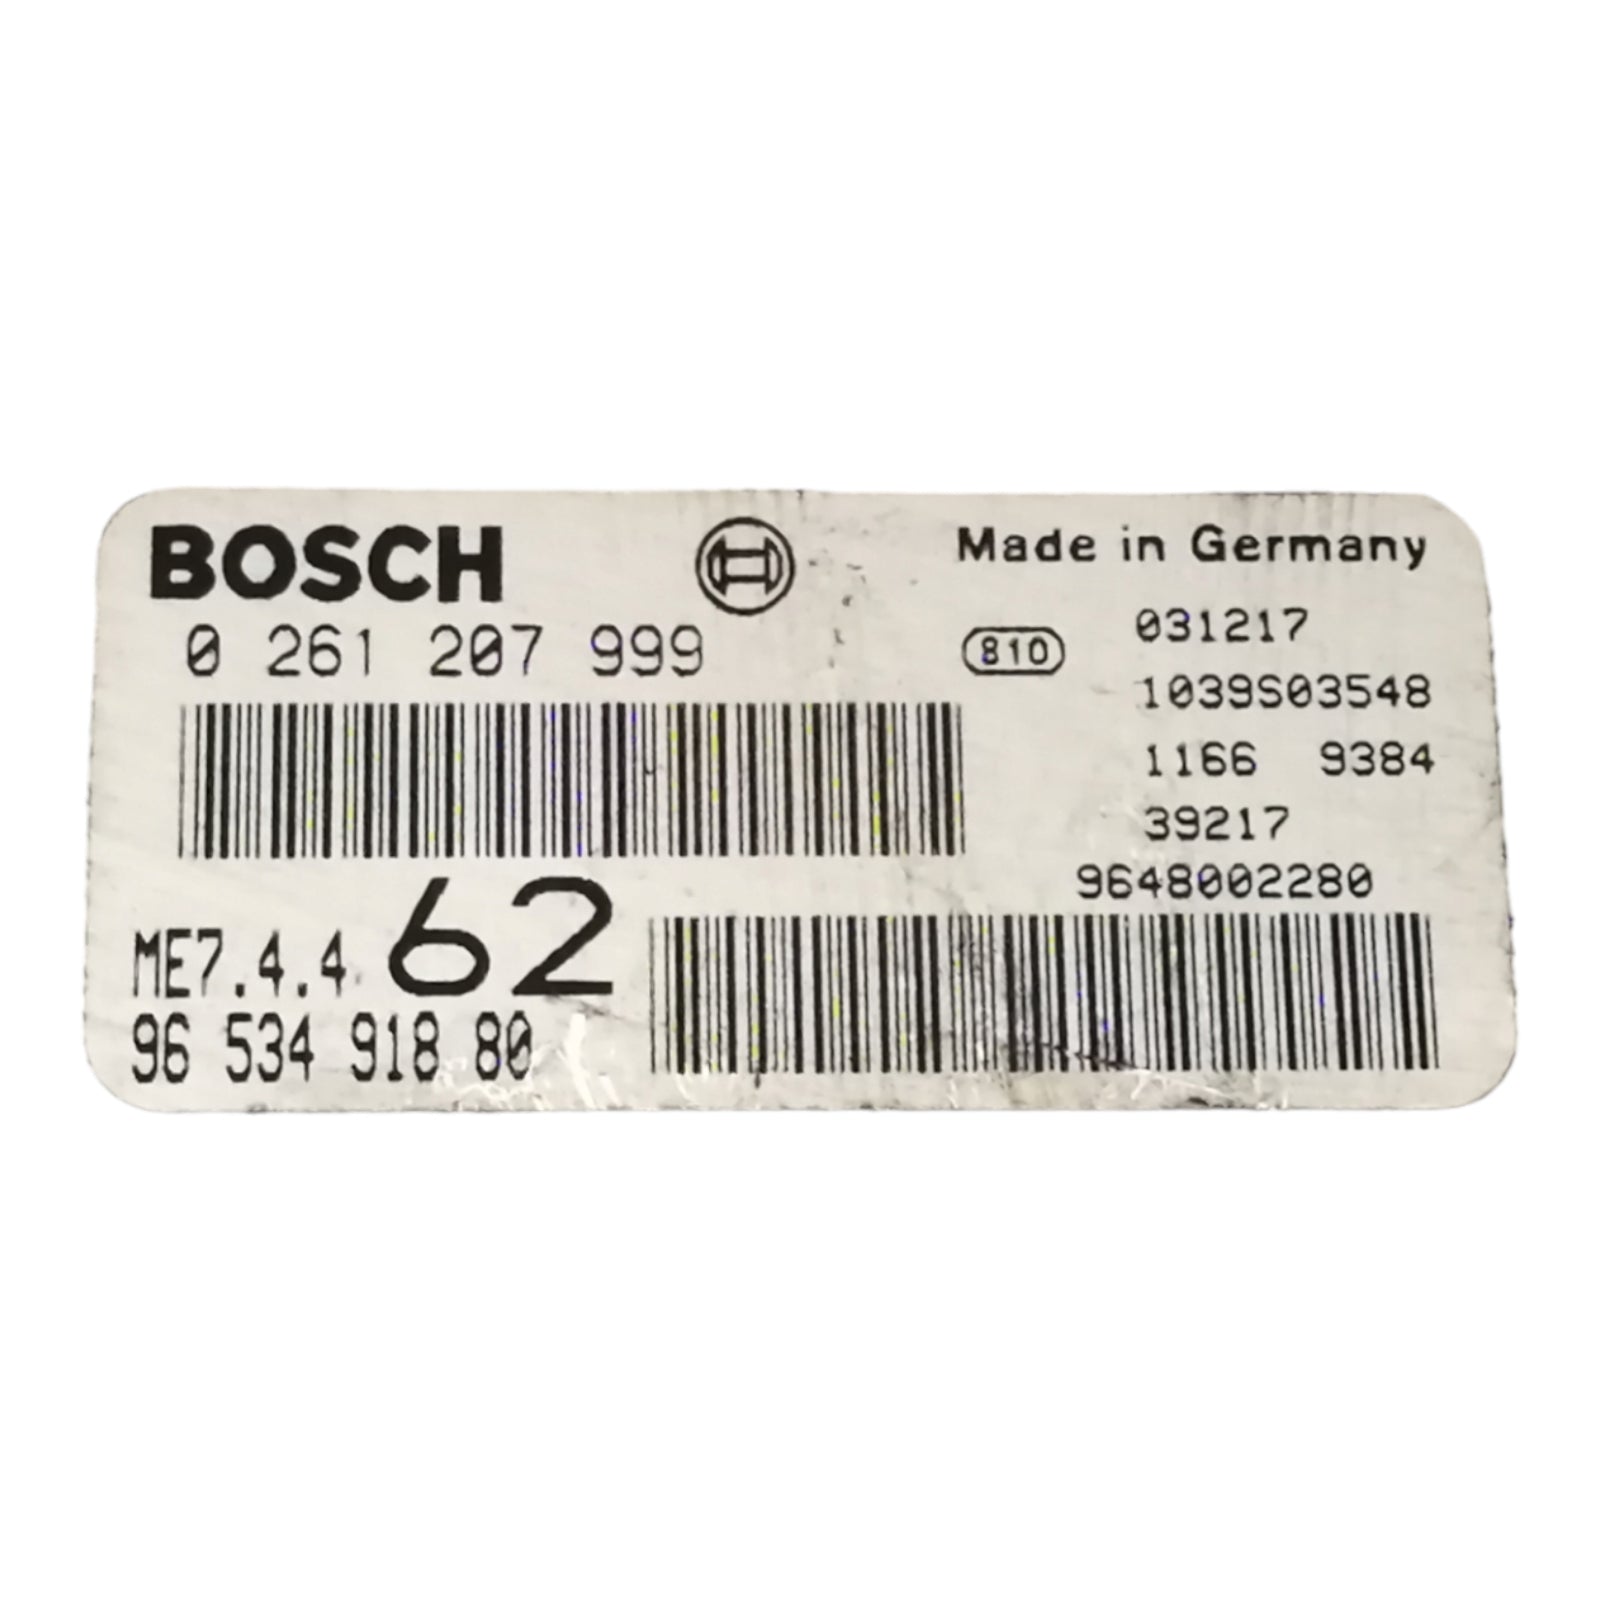 BOSCH
Made in Germany
0 261 207 999
810
031217
1039S03548
1166 9384
39217
9648002280
ME7.4.4 62
96 534 918 80